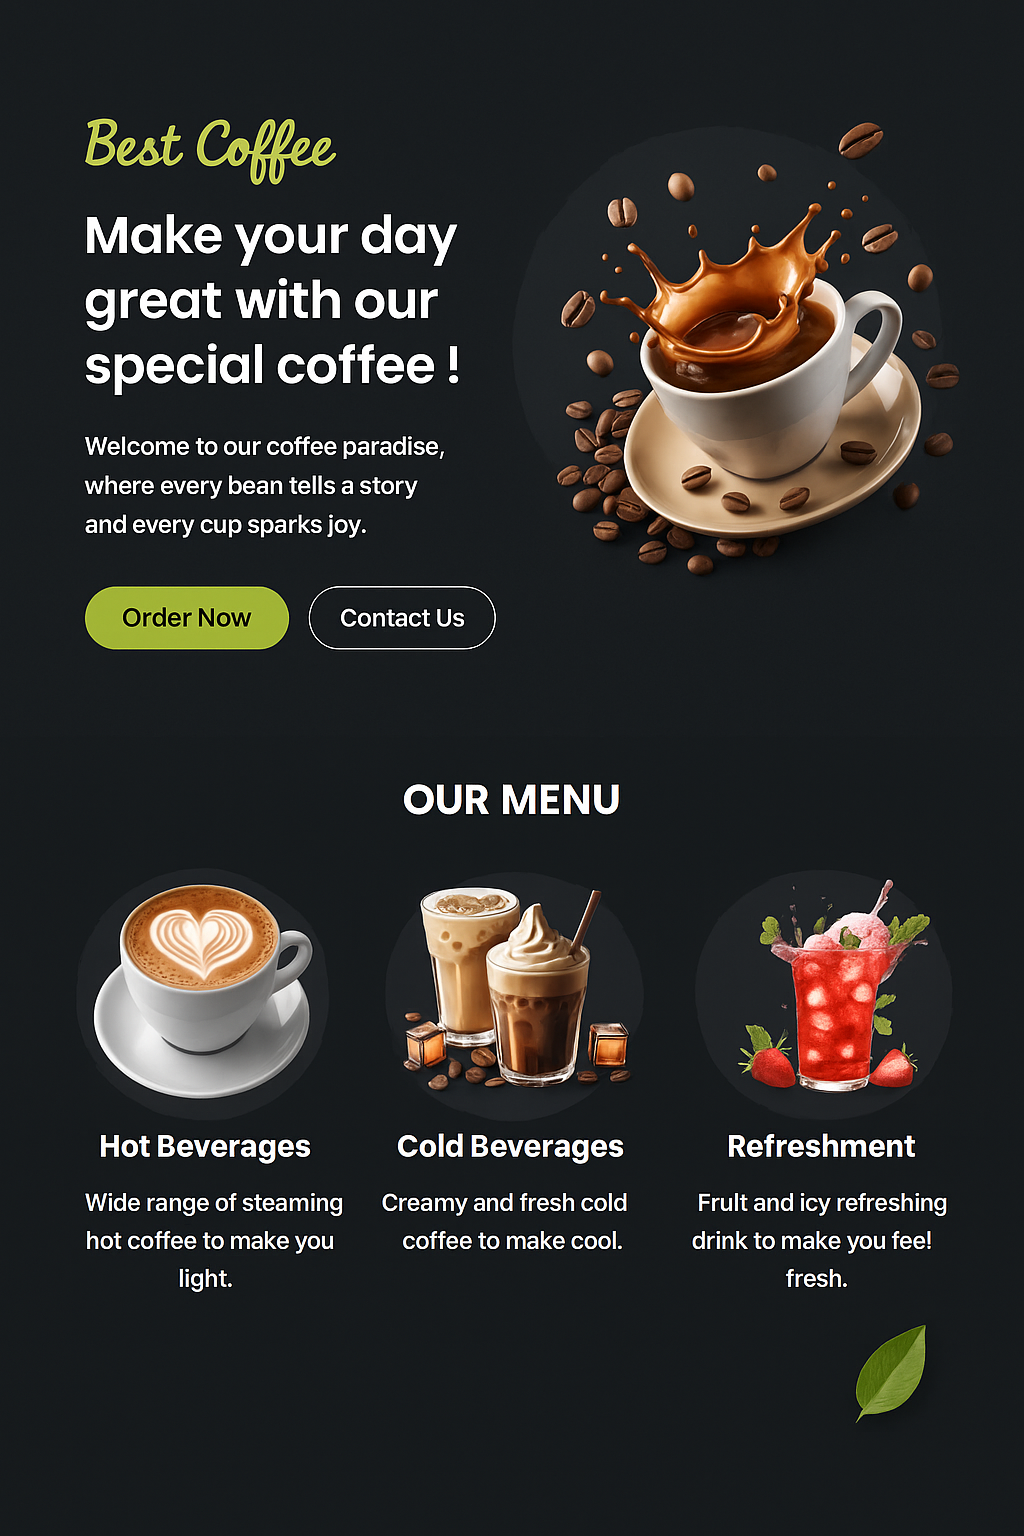 Best Coffee
Make your day
great with our
special coffee !
Welcome to our coffee paradise,
where every bean tells a story
and every cup sparks joy.
Order Now
Contact Us
OUR MENU
Hot Beverages
Wide range of steaming
hot coffee to make you
light.
Cold Beverages
Creamy and fresh cold
coffee to make cool.
Refreshment
Frult and icy refreshing
drink to make you fee!
fresh.